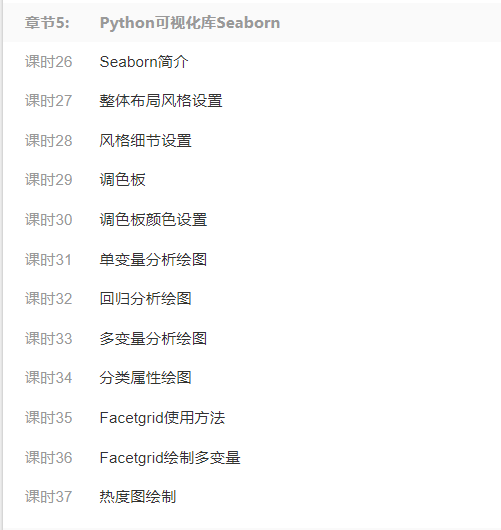 章节5: Python可视化库Seaborn
课时26 Seaborn简介
课时27 整体布局风格设置
课时28 风格细节设置
课时29 调色板
课时30 调色板颜色设置
课时31 单变量分析绘图
课时32 回归分析绘图
课时33 多变量分析绘图
课时34 分类属性绘图
课时35 Facetgrid使用方法
课时36 Facetgrid绘制多变量
课时37 热度图绘制